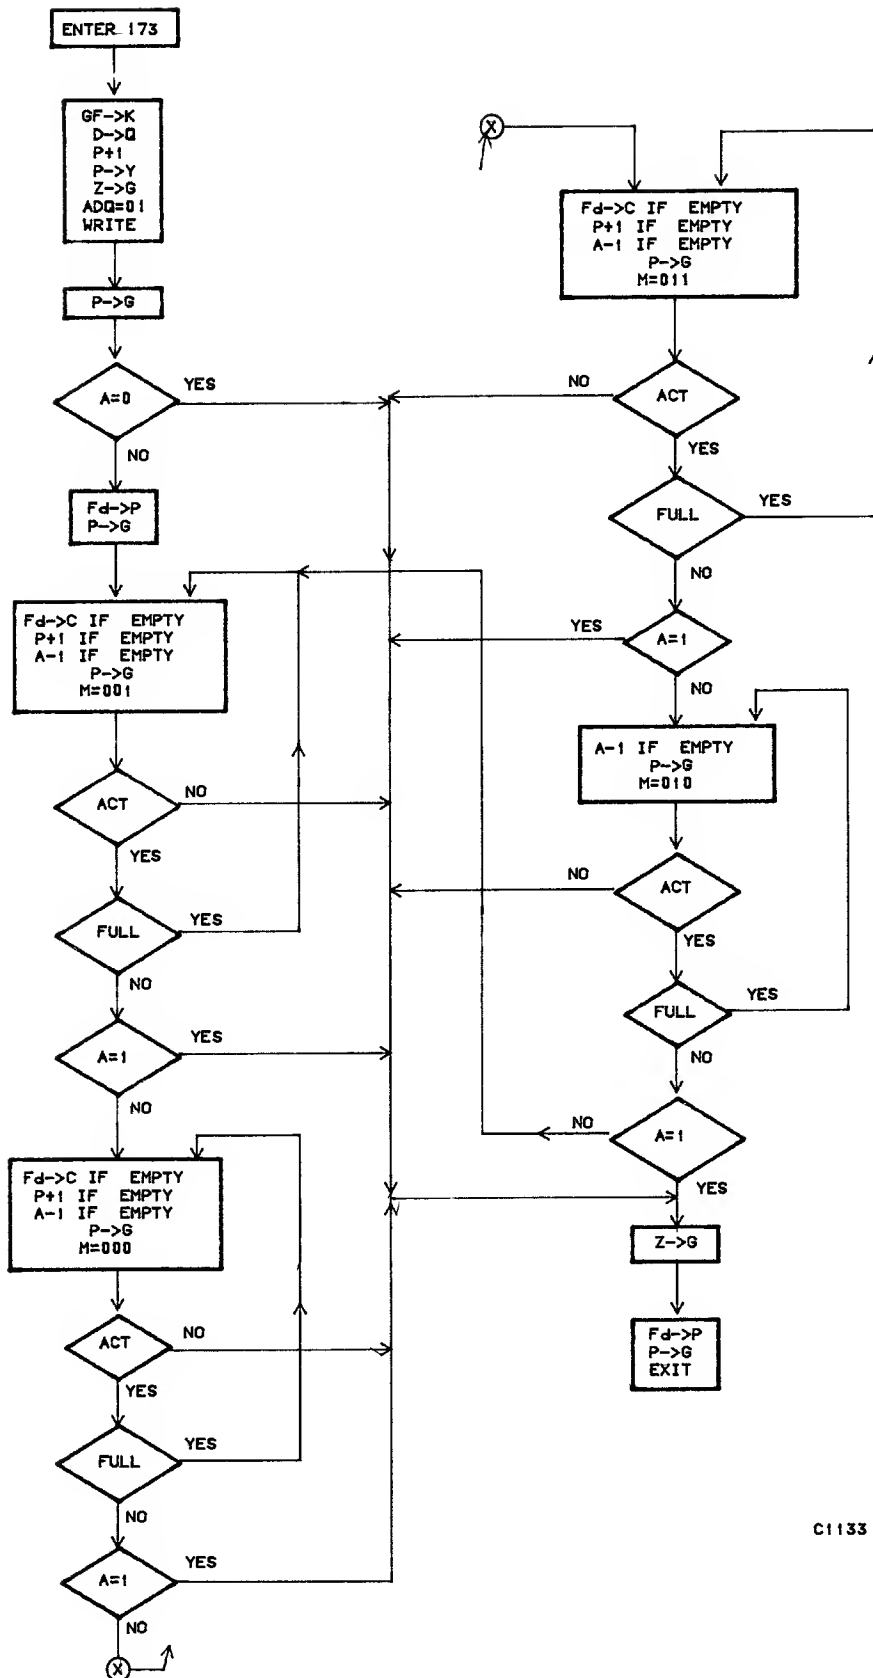 ENTER 173
GF->K
D->Q
P+1
P->Y
Z->G
ADQ=01
WRITE
P->G
A=0
YES
NO
Fd->P
P->G
Fd->C IF EMPTY
P+1 IF EMPTY
A-1 IF EMPTY
P->G
M=001
ACT
NO
YES
FULL
YES
NO
A=1
YES
NO
Fd->C IF EMPTY
P+1 IF EMPTY
A-1 IF EMPTY
P->G
M=000
ACT
NO
YES
FULL
YES
NO
A=1
YES
NO
X
X
Fd->C IF EMPTY
P+1 IF EMPTY
A-1 IF EMPTY
P->G
M=011
NO
ACT
YES
FULL
YES
NO
YES
A=1
NO
A-1 IF EMPTY
P->G
M=010
NO
ACT
YES
FULL
YES
NO
NO
A=1
YES
Z->G
Fd->P
P->G
EXIT
C1133